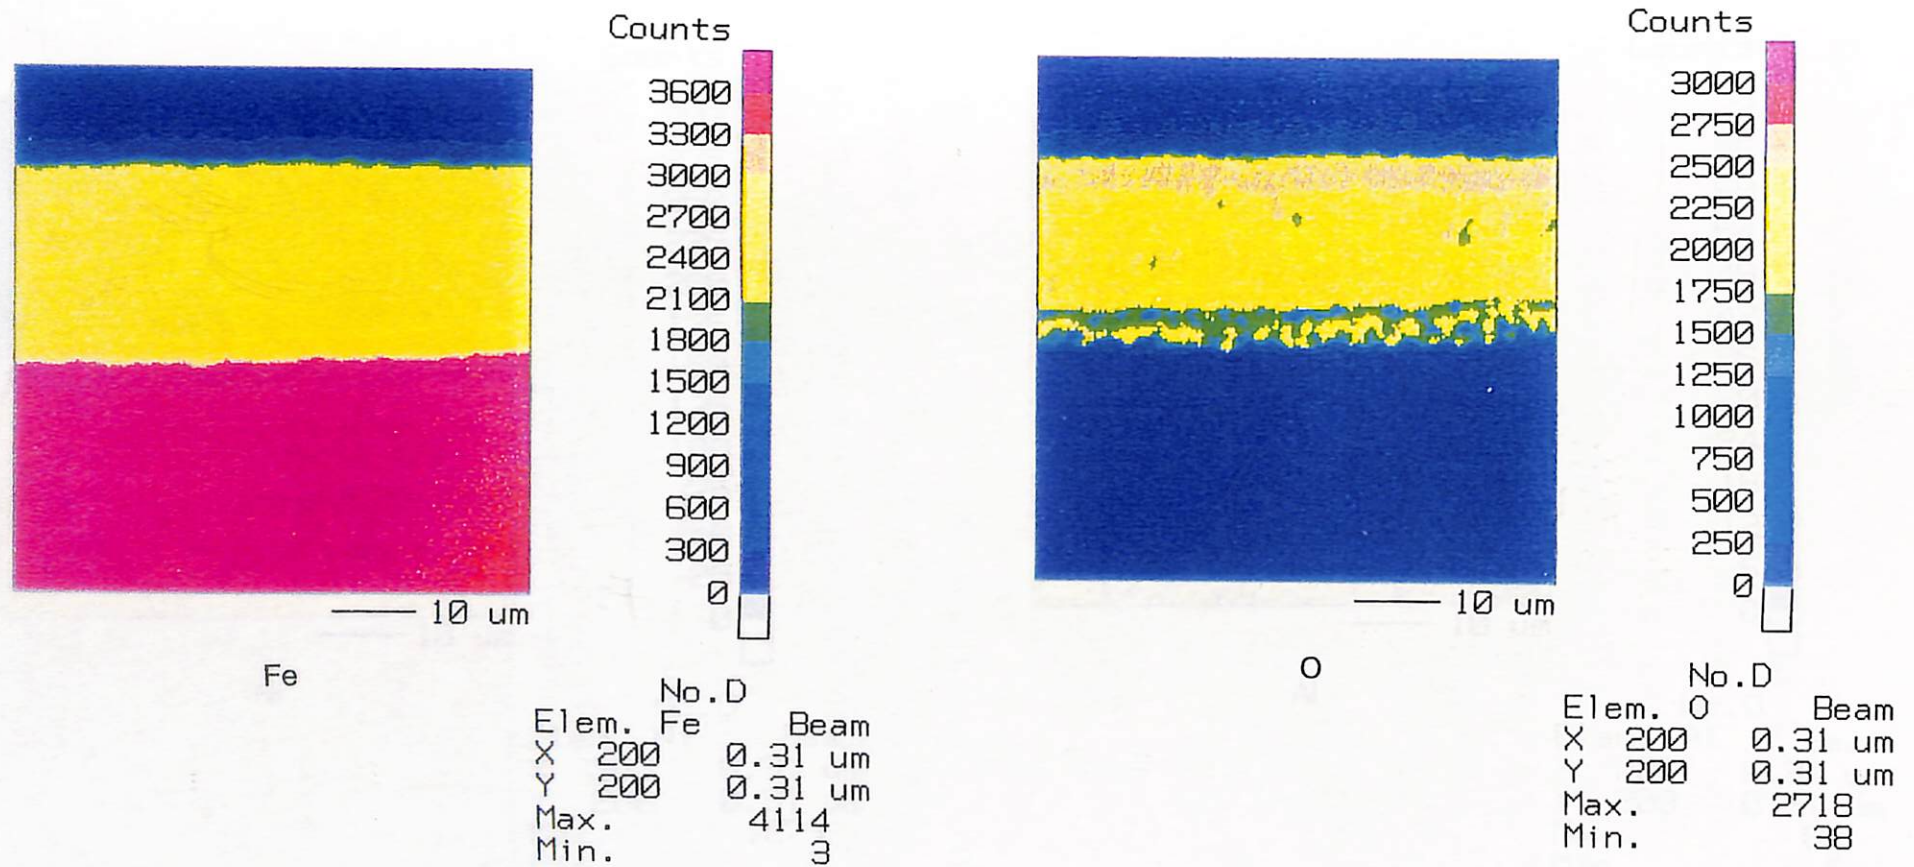 Counts
3600
3300
3000
2700
2400
2100
1800
1500
1200
900
600
300
0
10 um
Fe
No.D
Elem. Fe Beam
X 200 0.31 um
Y 200 0.31 um
Max. 4114
Min. 3
Counts
3000
2750
2500
2250
2000
1750
1500
1250
1000
750
500
250
0
10 um
O
No.D
Elem. O Beam
X 200 0.31 um
Y 200 0.31 um
Max. 2718
Min. 38